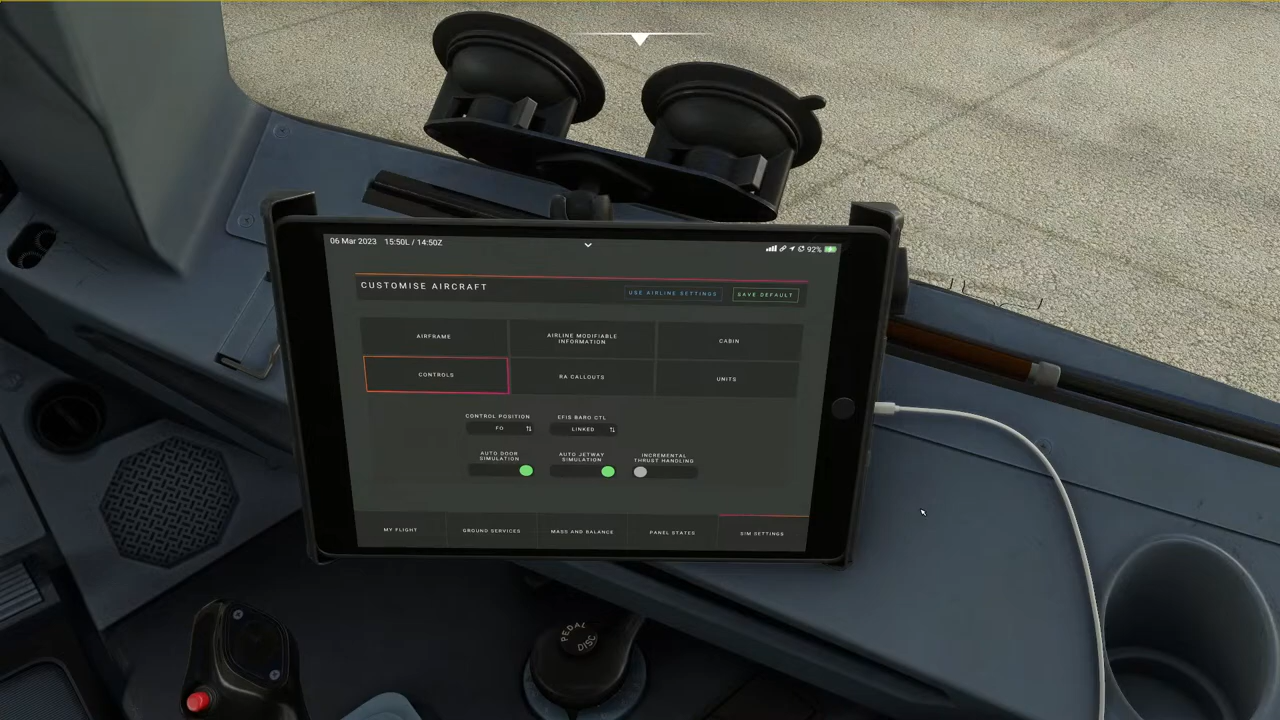 06 Mar 2023 15:50L / 14:50Z
92%
CUSTOMISE AIRCRAFT
USE AIRLINE SETTINGS
SAVE DEFAULT
AIRFRAME
AIRLINE MODIFIABLE
INFORMATION
CABIN
CONTROLS
RA CALLOUTS
UNITS
CONTROL POSITION
EFIS BARO CTL
FO
LINKED
AUTO DOOR
SIMULATION
AUTO JETWAY
SIMULATION
INCREMENTAL
THRUST HANDLING
MY FLIGHT
GROUND SERVICES
MASS AND BALANCE
PANEL STATES
SIM SETTINGS
PEDAL
DISC